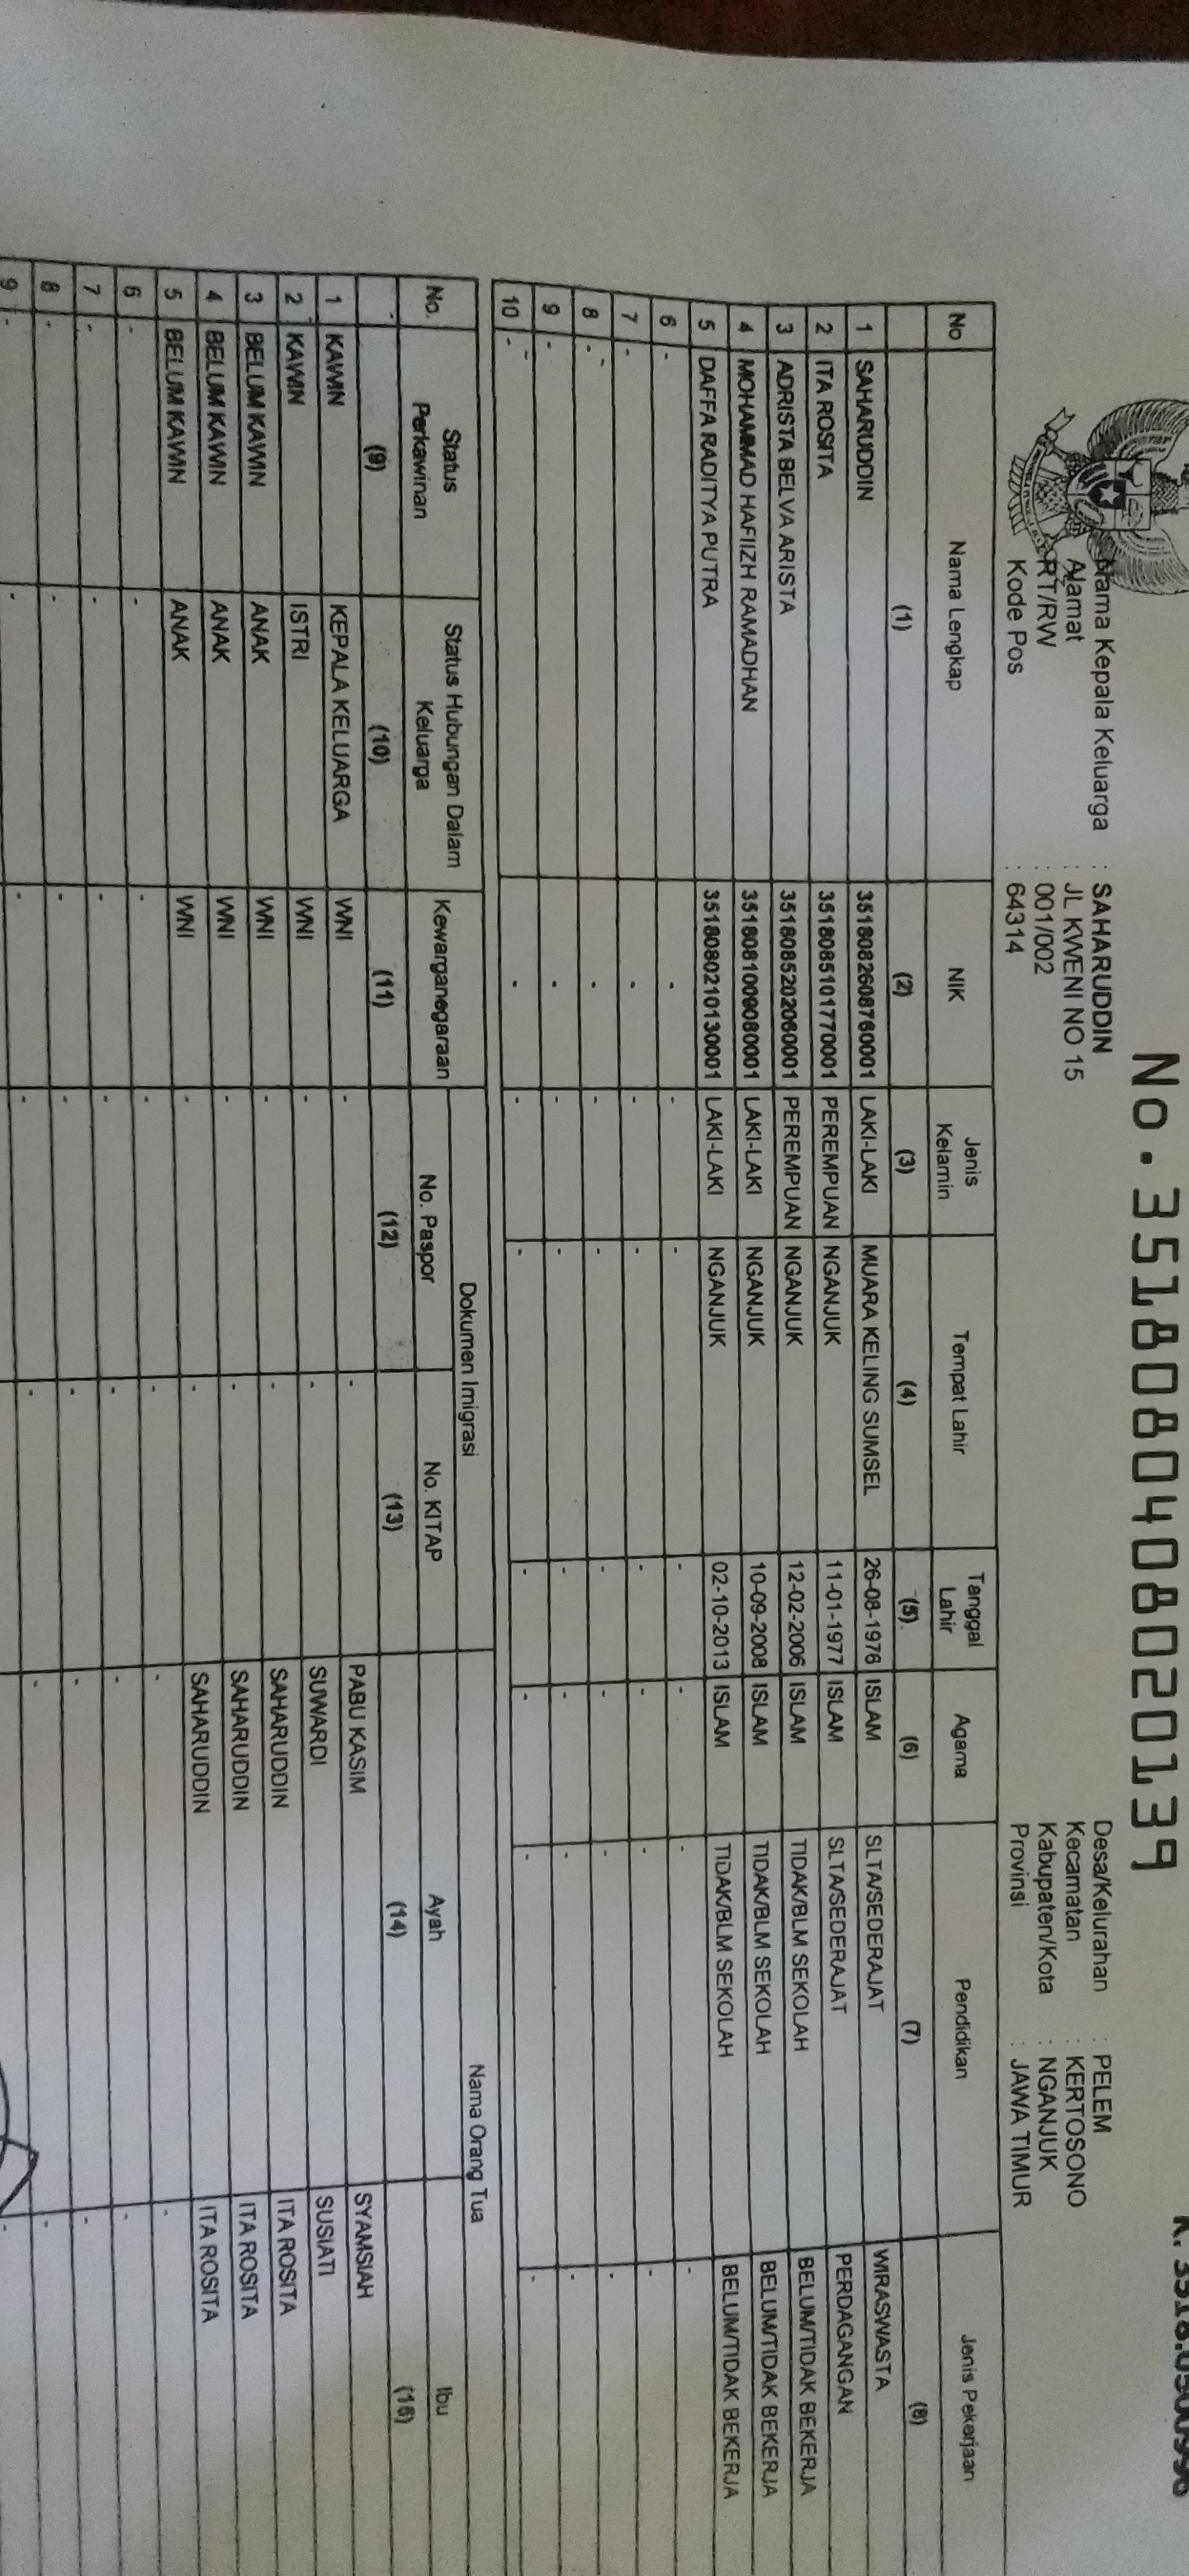 No. 3518080408020139
Nama Kepala Keluarga : SAHARUDDIN
Alamat : JL KWENI NO 15
RT/RW : 001/002
Kode Pos : 64314
Desa/Kelurahan : PELEM
Kecamatan : KERTOSONO
Kabupaten/Kota : NGANJUK
Provinsi : JAWA TIMUR
No Nama Lengkap NIK Jenis Kelamin Tempat Lahir Tanggal Lahir Agama Pendidikan Jenis Pekerjaan
(1) (2) (3) (4) (5) (6) (7) (8)
1 SAHARUDDIN 3518082608760001 LAKI-LAKI MUARA KELING SUMSEL 26-08-1976 ISLAM SLTA/SEDERAJAT WIRASWASTA
2 ITA ROSITA 3518085101770001 PEREMPUAN NGANJUK 11-01-1977 ISLAM SLTA/SEDERAJAT PERDAGANGAN
3 ADRISTA BELVA ARISTA 3518085202060001 PEREMPUAN NGANJUK 12-02-2006 ISLAM TIDAK/BLM SEKOLAH BELUM/TIDAK BEKERJA
4 MOHAMMAD HAFIIZH RAMADHAN 3518081009080001 LAKI-LAKI NGANJUK 10-09-2008 ISLAM TIDAK/BLM SEKOLAH BELUM/TIDAK BEKERJA
5 DAFFA RADITYA PUTRA 3518080210130001 LAKI-LAKI NGANJUK 02-10-2013 ISLAM TIDAK/BLM SEKOLAH BELUM/TIDAK BEKERJA
6 - - - - - - - -
7 - - - - - - - -
8 - - - - - - - -
9 - - - - - - - -
10 - - - - - - - -
No. Status Perkawinan Status Hubungan Dalam Keluarga Kewarganegaraan Dokumen Imigrasi Nama Orang Tua
No. Paspor No. KITAP Ayah Ibu
(9) (10) (11) (12) (13) (14) (15)
1 KAWIN KEPALA KELUARGA WNI - - PABU KASIM SYAMSIAH
2 KAWIN ISTRI WNI - - SUWARDI SUSIATI
3 BELUM KAWIN ANAK WNI - - SAHARUDDIN ITA ROSITA
4 BELUM KAWIN ANAK WNI - - SAHARUDDIN ITA ROSITA
5 BELUM KAWIN ANAK WNI - - SAHARUDDIN ITA ROSITA
6 - - - - - - -
7 - - - - - - -
8 - - - - - - -
9 - - - - - - -